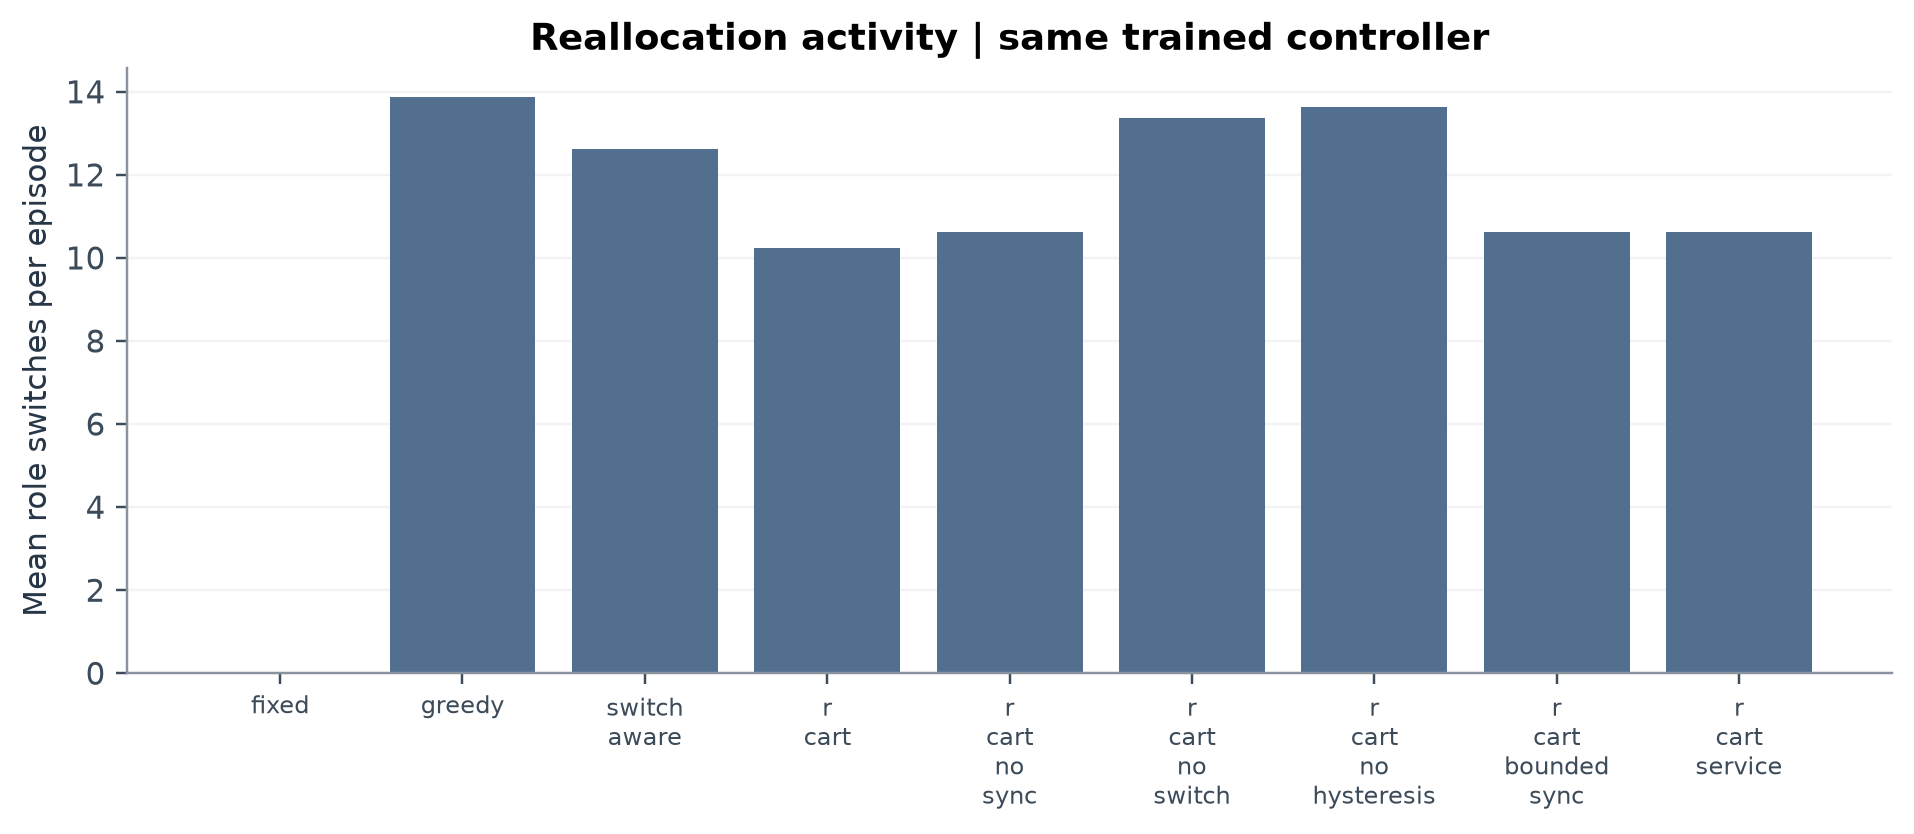 Reallocation activity | same trained controller
Mean role switches per episode
14
12
10
8
6
4
2
0
fixed
greedy
switch
aware
r
cart
r
cart
no
sync
r
cart
no
switch
r
cart
no
hysteresis
r
cart
bounded
sync
r
cart
service